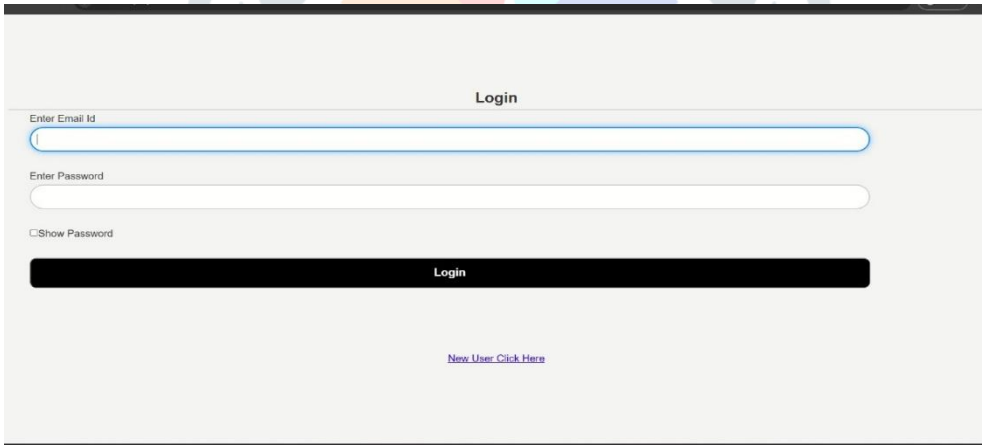 Login
Enter Email Id
Enter Password
Show Password
Login
New User Click Here